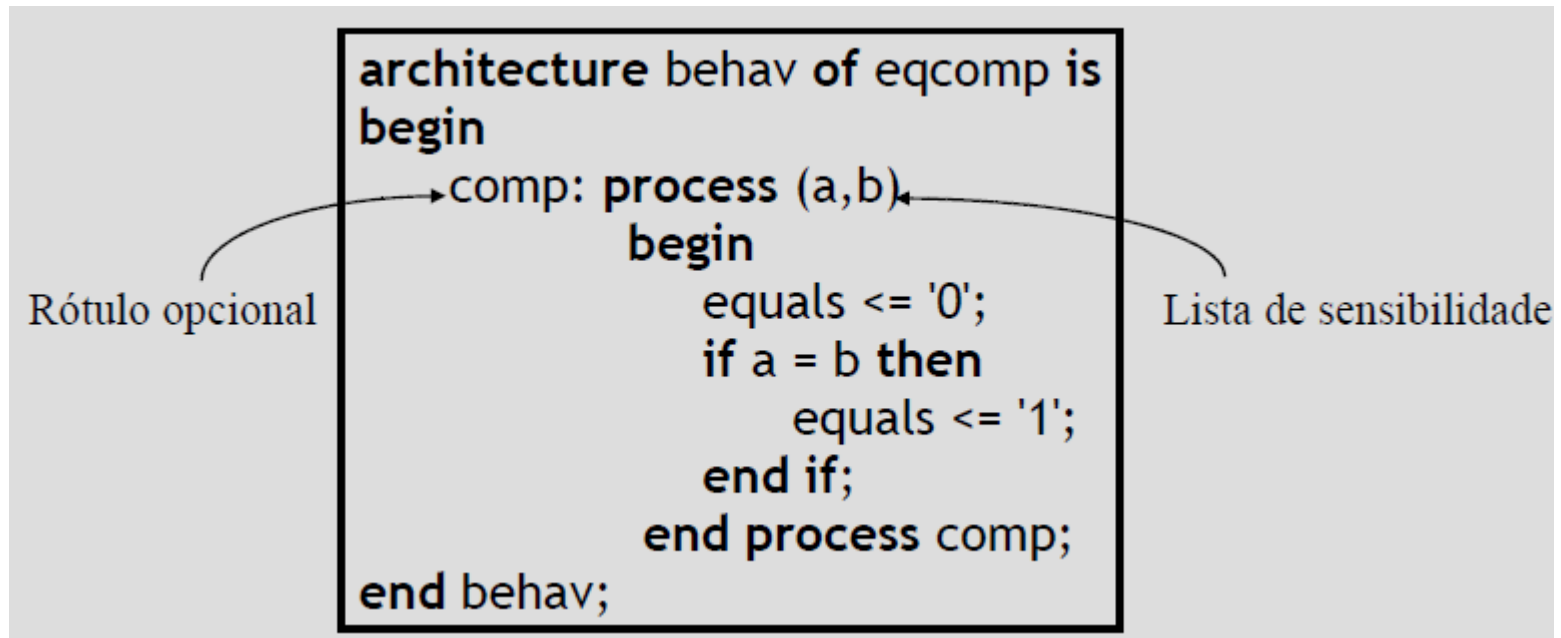 architecture behav of eqcomp is
begin
comp: process (a,b)
begin
Rótulo opcional
equals <= '0';
Lista de sensibilidade
if a = b then
equals <= '1';
end if;
end process comp;
end behav;